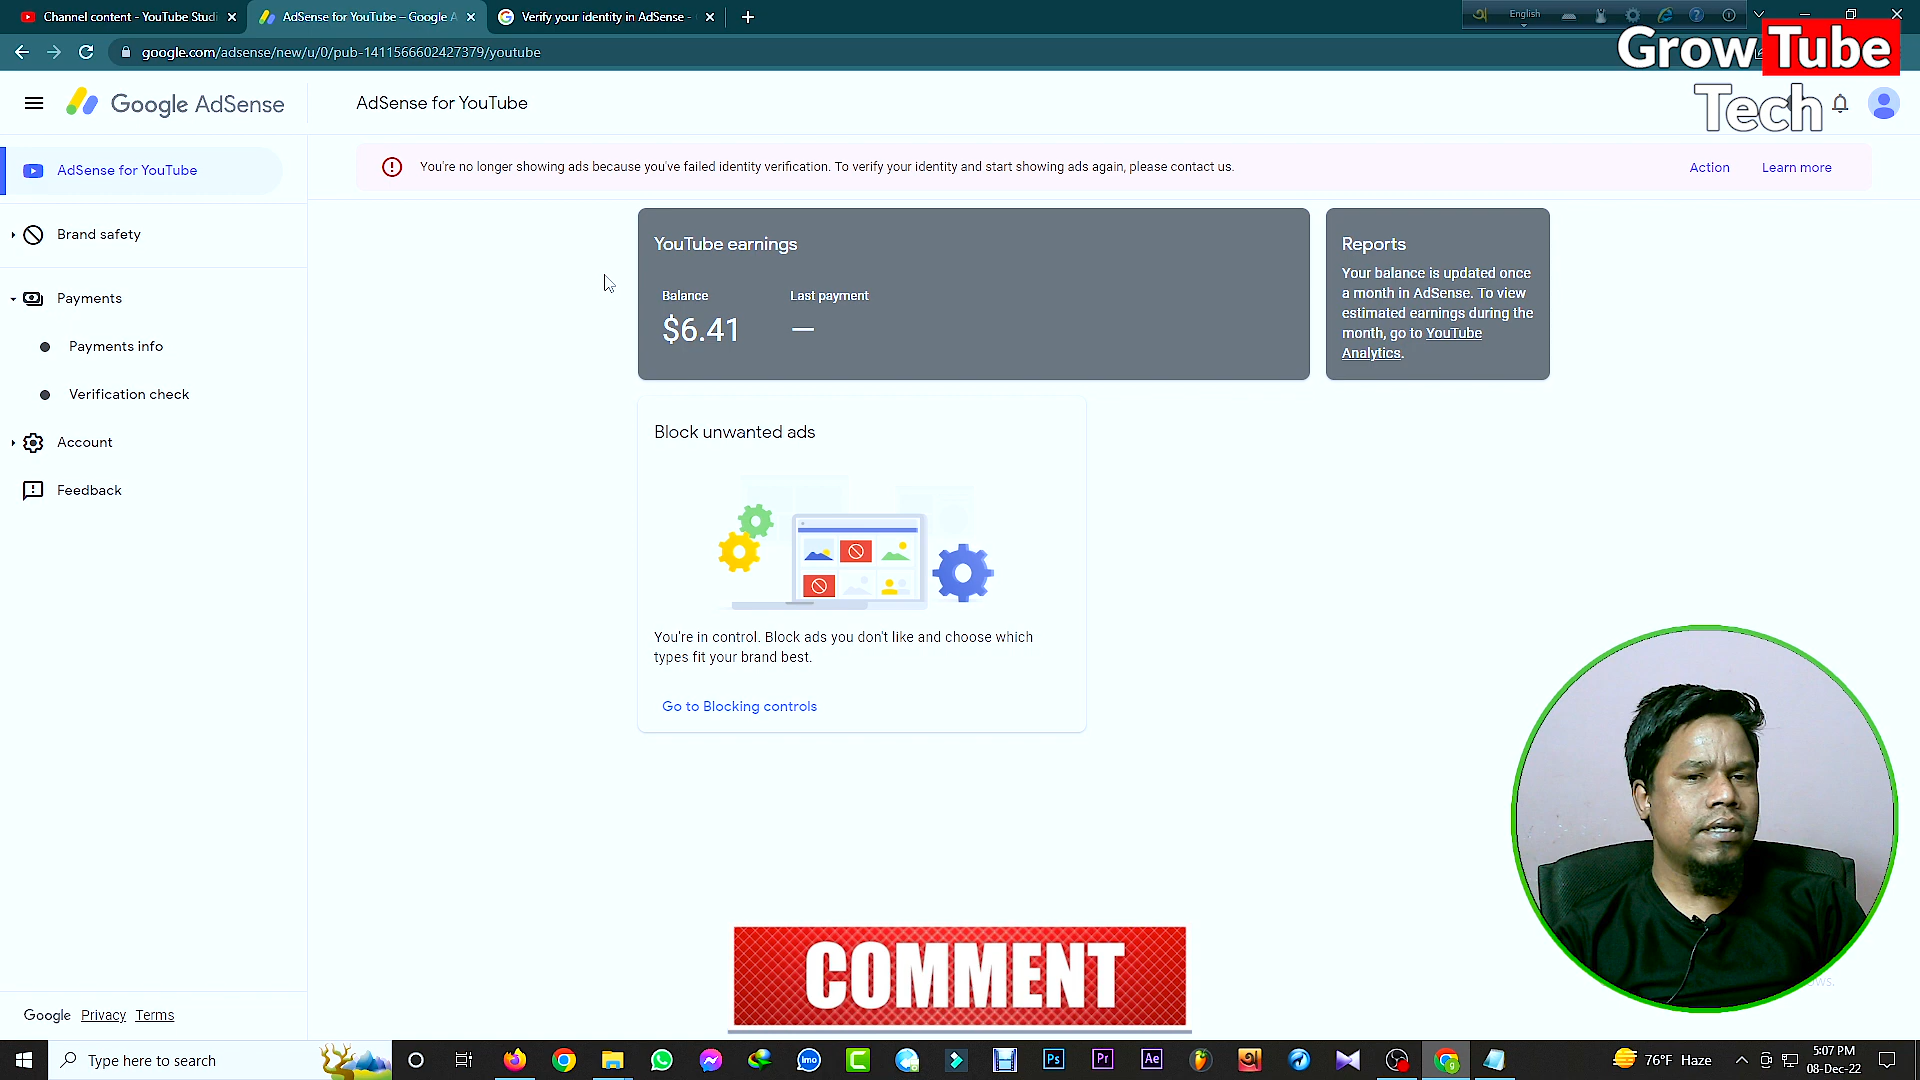 Channel content - YouTube Studi
AdSense for YouTube – Google A
Verify your identity in AdSense -
English
google.com/adsense/new/u/0/pub-1411566602427379/youtube
GrowTube
Tech
Google AdSense
AdSense for YouTube
AdSense for YouTube
You're no longer showing ads because you've failed identity verification. To verify your identity and start showing ads again, please contact us.
Action
Learn more
Brand safety
Payments
Payments info
Verification check
Account
Feedback
YouTube earnings
Balance
Last payment
$6.41
—
Reports
Your balance is updated once
a month in AdSense. To view
estimated earnings during the
month, go to YouTube
Analytics.
Block unwanted ads
You're in control. Block ads you don't like and choose which
types fit your brand best.
Go to Blocking controls
COMMENT
Google Privacy Terms
Type here to search
imo
Ps
Pr
Ae
76°F Haze
5:07 PM
08-Dec-22